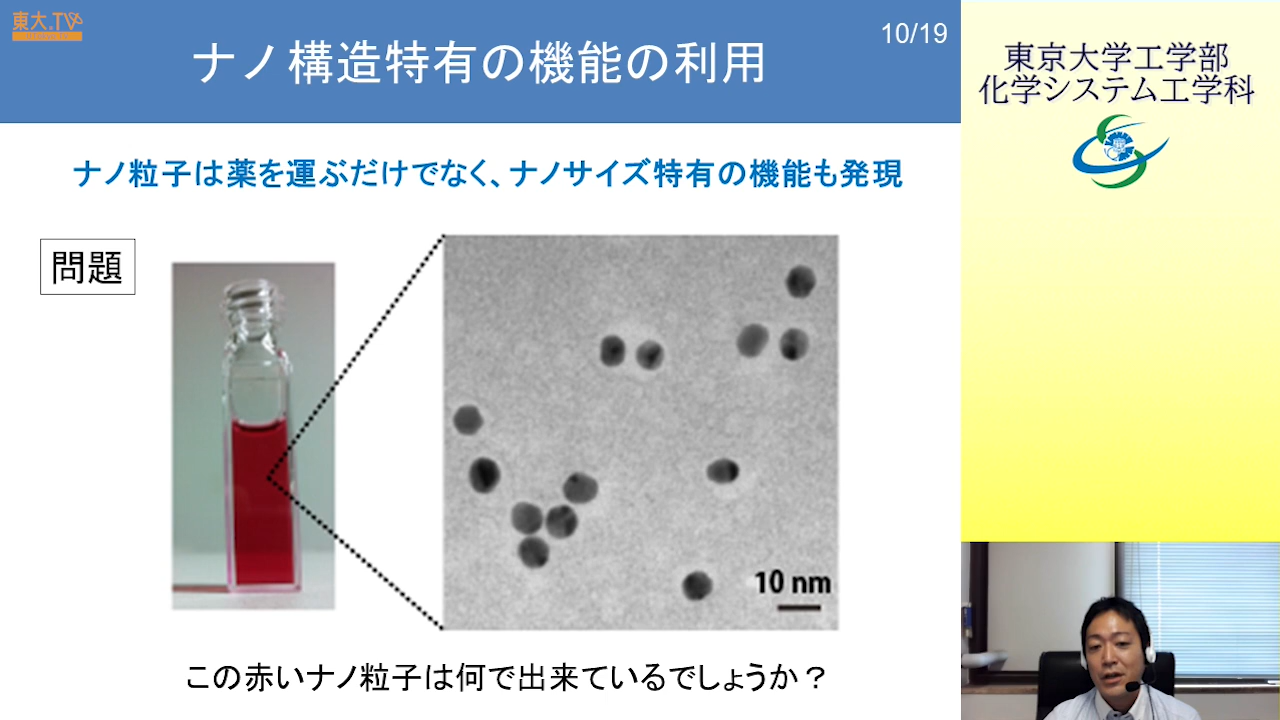 東大.TV
ナノ構造特有の機能の利用
10/19
ナノ粒子は薬を運ぶだけでなく、ナノサイズ特有の機能も発現
問題
10 nm
この赤いナノ粒子は何で出来ているでしょうか？
東京大学工学部
化学システム工学科